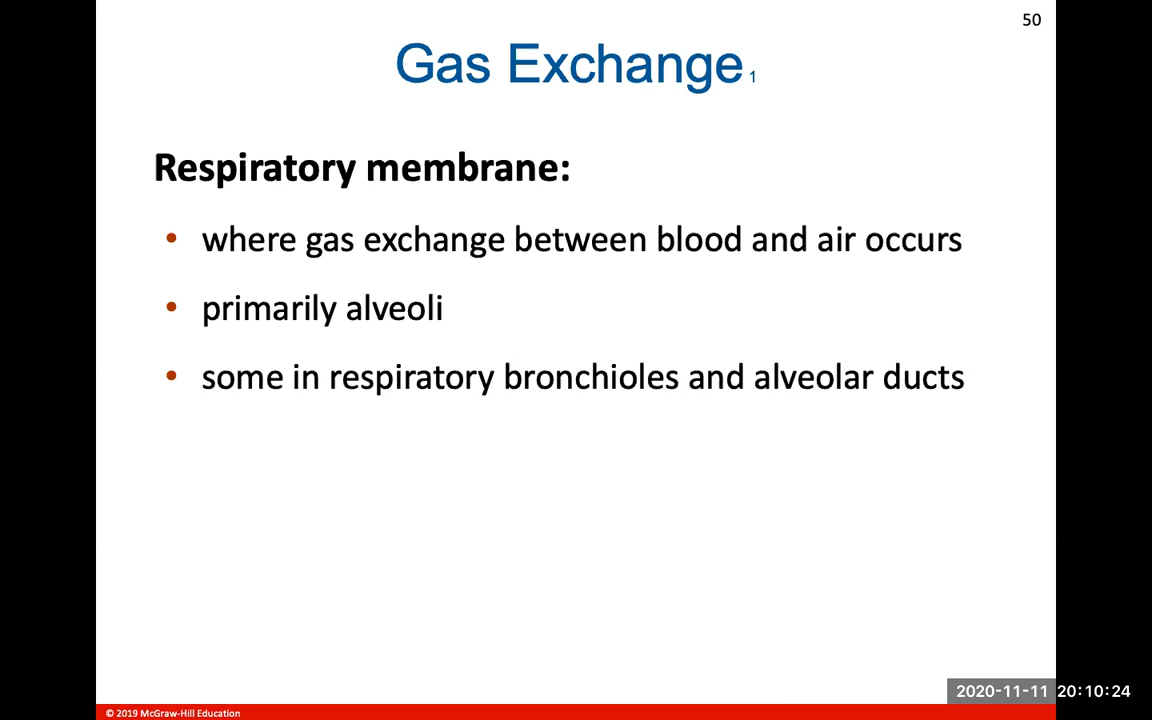 50
Gas Exchange 1
Respiratory membrane:
• where gas exchange between blood and air occurs
• primarily alveoli
• some in respiratory bronchioles and alveolar ducts
2020-11-11 20:10:24
© 2019 McGraw-Hill Education